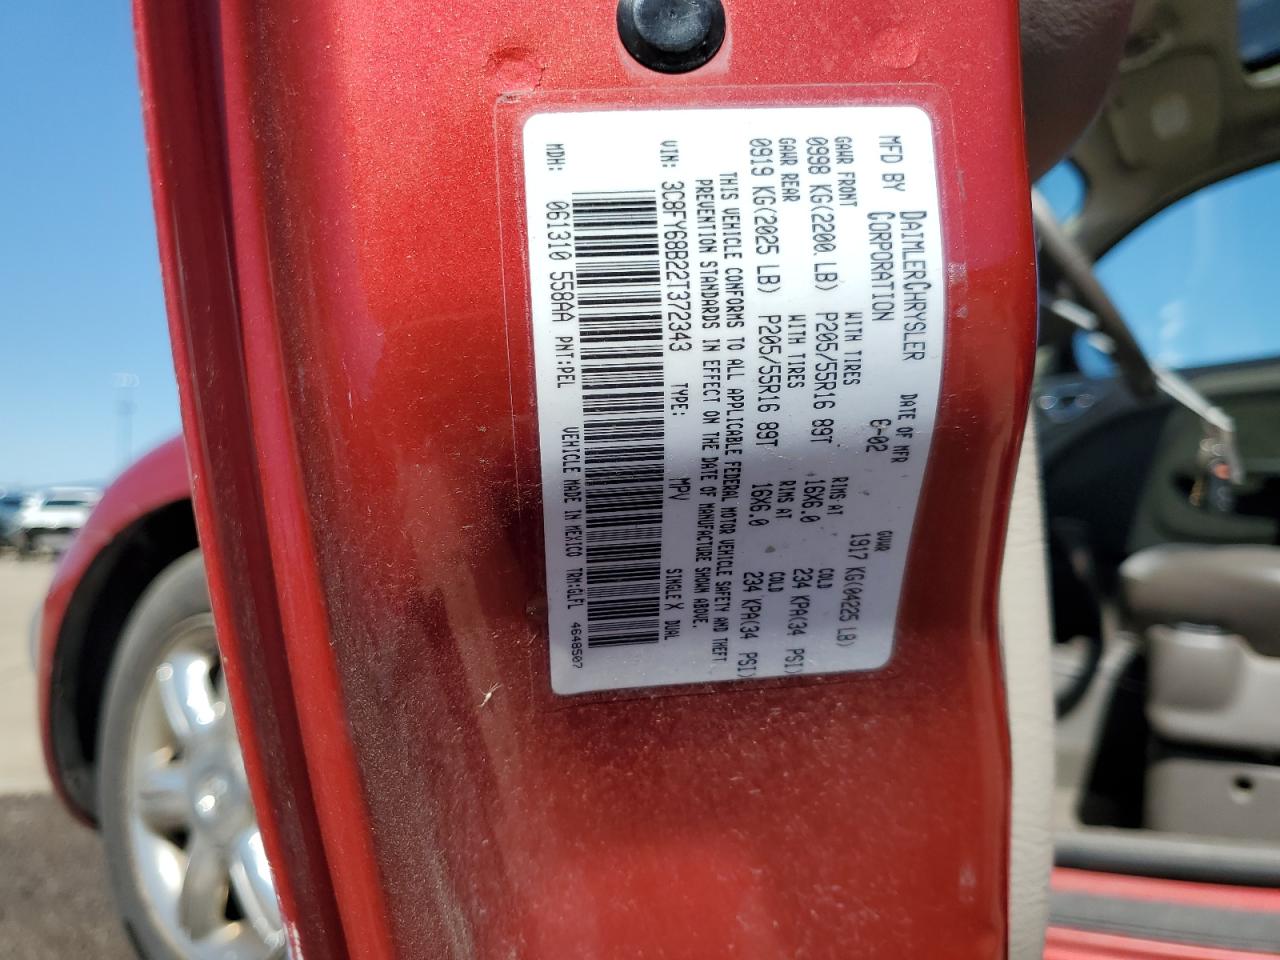 MFD BY DAIMLERCHRYSLER CORPORATION DATE OF MFR 6-02 GVWR 1917 KG(04225 LB)
GAWR FRONT WITH TIRES RIMS AT COLD
0998 KG(2200 LB) P205/55R16 89T 16X6.0 234 KPA(34 PSI)
GAWR REAR WITH TIRES RIMS AT COLD
0919 KG(2025 LB) P205/55R16 89T 16X6.0 234 KPA(34 PSI)
THIS VEHICLE CONFORMS TO ALL APPLICABLE FEDERAL MOTOR VEHICLE SAFETY AND THEFT
PREVENTION STANDARDS IN EFFECT ON THE DATE OF MANUFACTURE SHOWN ABOVE.
VIN: 3C8FY68B22T372343 TYPE: MPV SINGLE X DUAL
MDH: 061310 558AA PNT:PEL VEHICLE MADE IN MEXICO TRM:GLFL 4648507